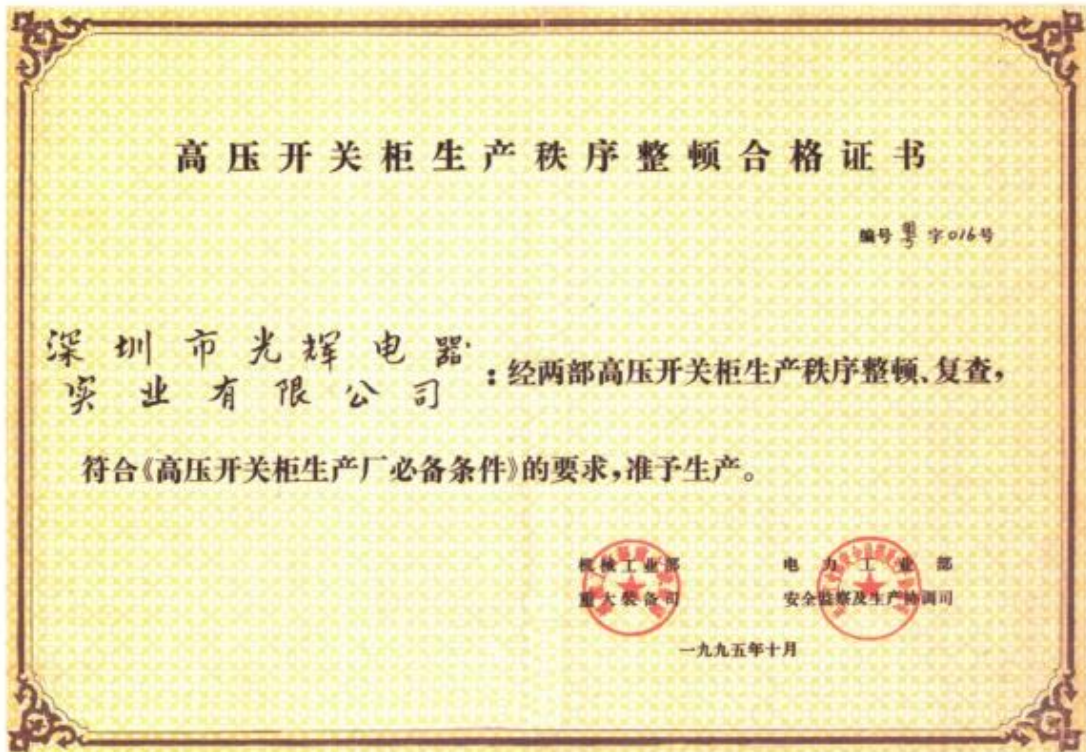 高压开关柜生产秩序整顿合格证书
编号粤字016号
深圳市光辉电器
实业有限公司
：经两部高压开关柜生产秩序整顿、复查，
符合《高压开关柜生产厂必备条件》的要求，准予生产。
机械工业部
重大装备司
电力工业部
安全监察及生产协调司
一九九五年十月